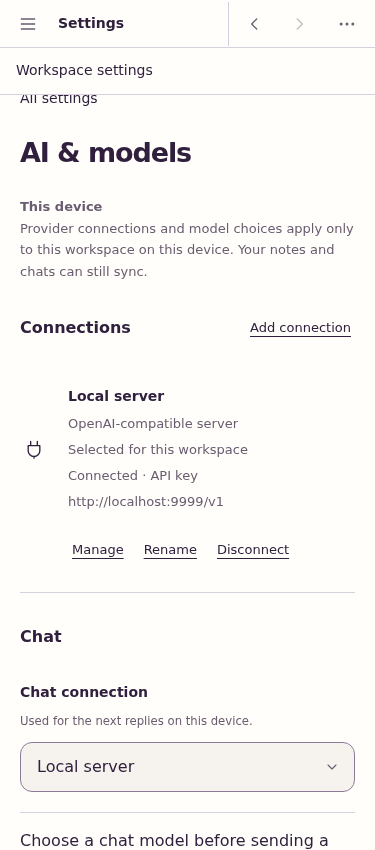 Settings
Workspace settings
All settings
AI & models
This device
Provider connections and model choices apply only
to this workspace on this device. Your notes and
chats can still sync.
Connections
Add connection
Local server
OpenAI-compatible server
Selected for this workspace
Connected · API key
http://localhost:9999/v1
Manage Rename Disconnect
Chat
Chat connection
Used for the next replies on this device.
Local server
Choose a chat model before sending a